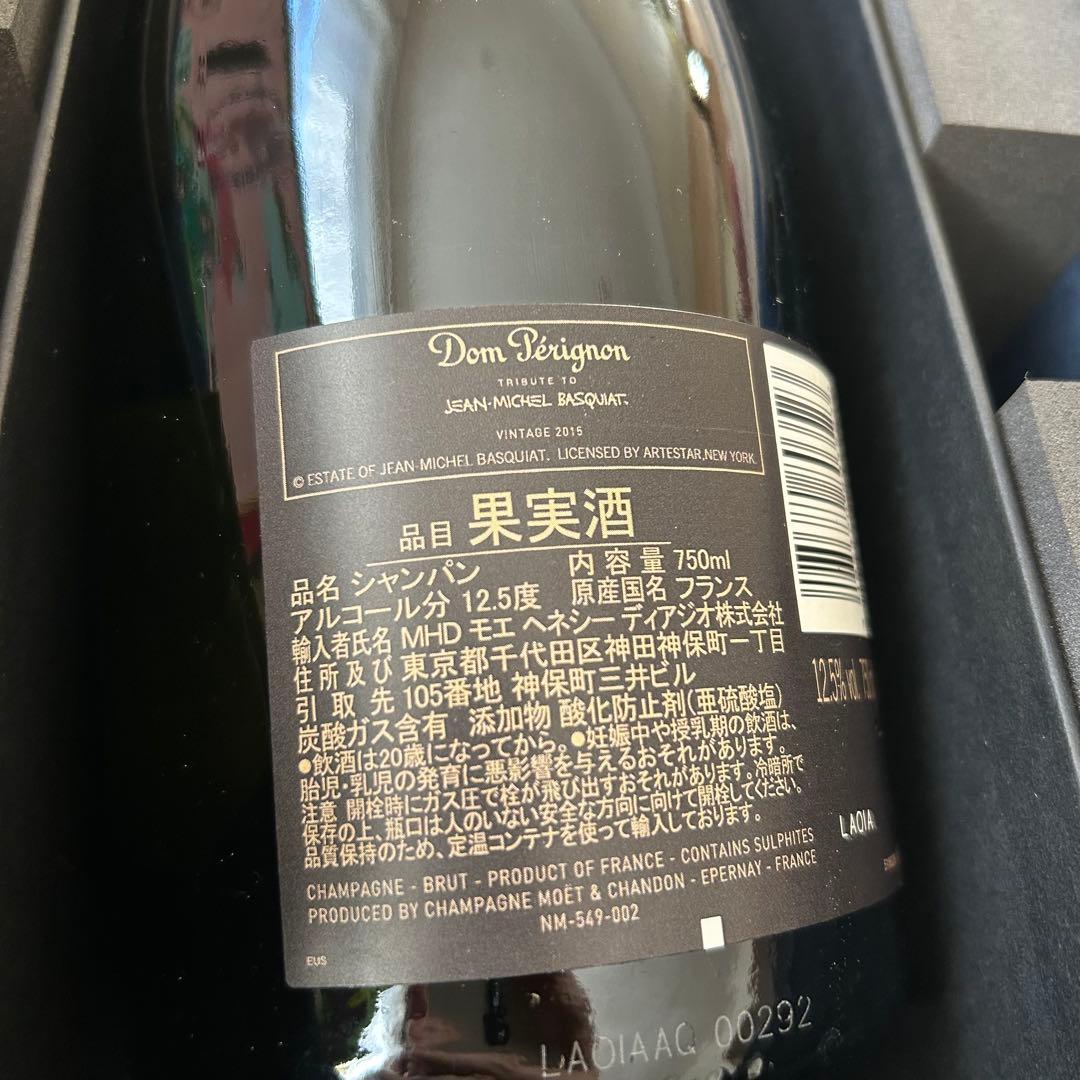 Dom Pérignon
TRIBUTE TO
JEAN-MICHEL BASQUIAT.
VINTAGE 2015
© ESTATE OF JEAN-MICHEL BASQUIAT. LICENSED BY ARTESTAR, NEW YORK.
品目 果実酒
品名 シャンパン 内容量 750ml
アルコール分 12.5度 原産国名 フランス
輸入者氏名 MHD モエ ヘネシー ディアジオ株式会社
住所及び 東京都千代田区神田神保町一丁目
引取先 105番地 神保町三井ビル
炭酸ガス含有 添加物 酸化防止剤(亜硫酸塩)
●飲酒は20歳になってから。●妊娠中や授乳期の飲酒は、
胎児・乳児の発育に悪影響を与えるおそれがあります。
注意 開栓時にガス圧で栓が飛び出すおそれがあります。冷暗所で
保存の上、瓶口は人のいない安全な方向に向けて開栓してください。
品質保持のため、定温コンテナを使って輸入しております。
CHAMPAGNE - BRUT - PRODUCT OF FRANCE - CONTAINS SULPHITES
PRODUCED BY CHAMPAGNE MOËT & CHANDON - EPERNAY - FRANCE
NM-549-002
EUS
12.5% vol.
LAOIA
LAOIAAQ 00292